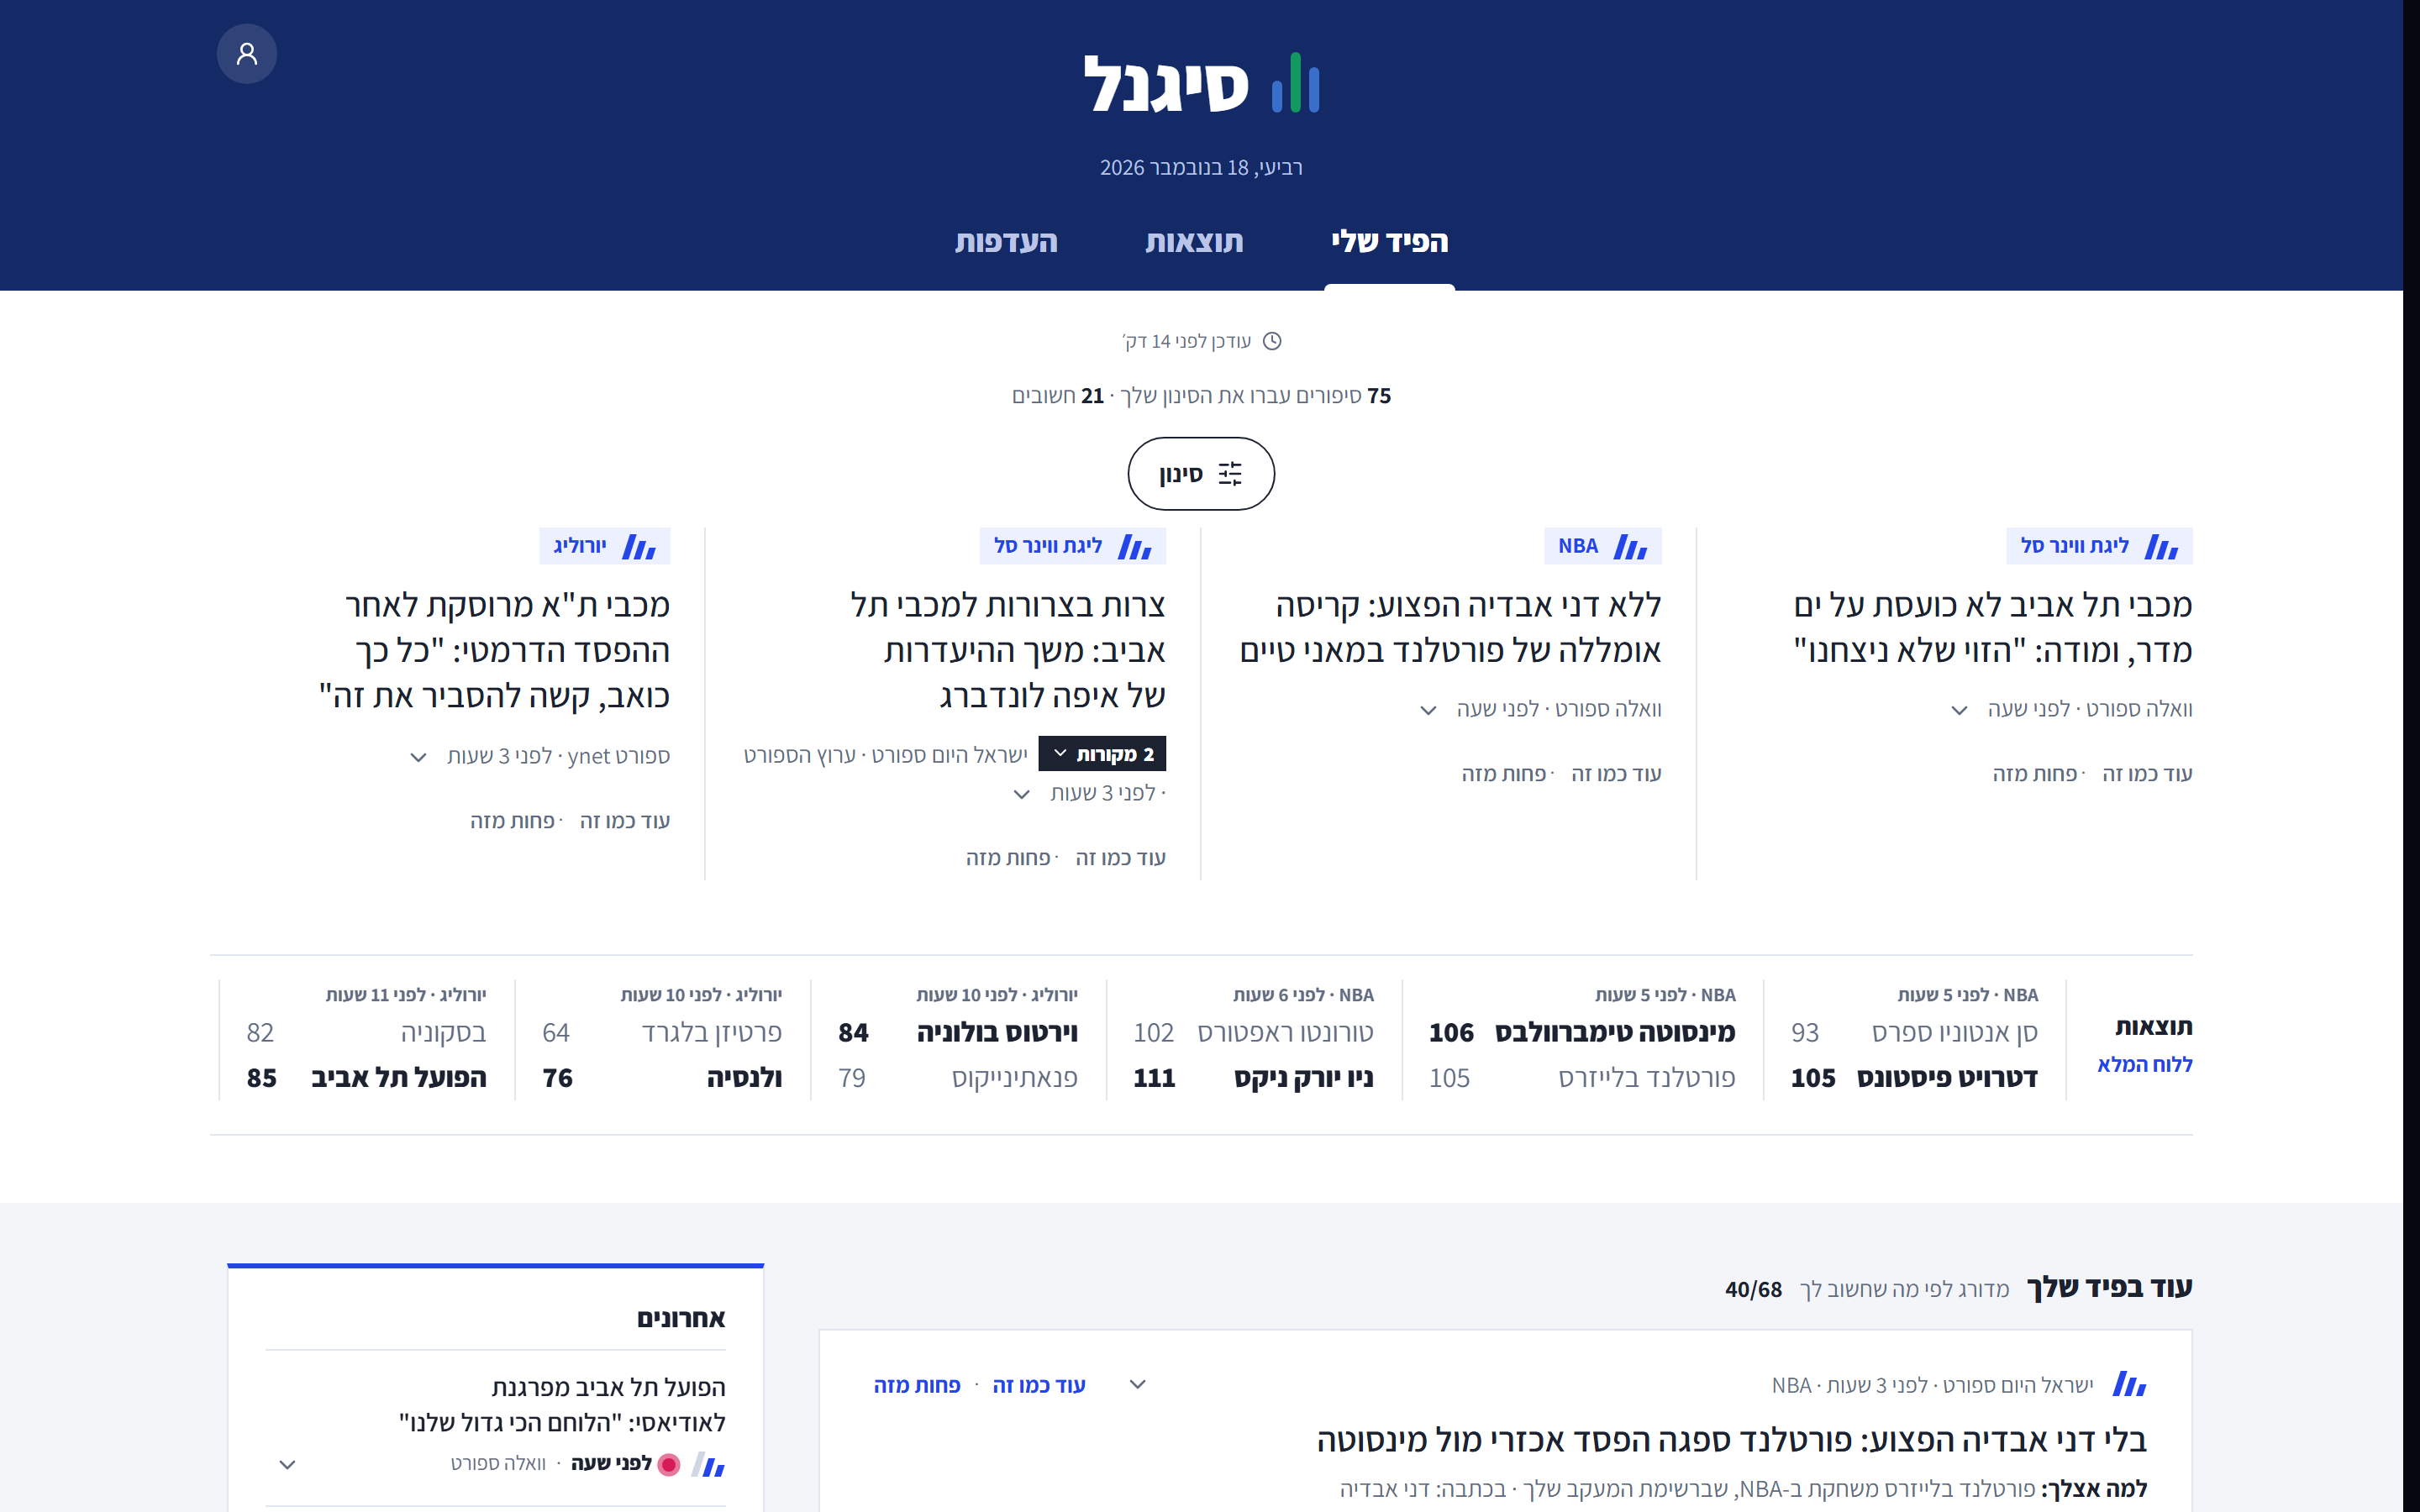 סיגנל
רביעי, 18 בנובמבר 2026
הפיד שלי
תוצאות
העדפות
עודכן לפני 14 דק׳
75 סיפורים עברו את הסינון שלך · 21 חשובים
סינון
ליגת ווינר סל
מכבי תל אביב לא כועסת על ים
מדר, ומודה: "הזוי שלא ניצחנו"
וואלה ספורט · לפני שעה
עוד כמו זה · פחות מזה
NBA
ללא דני אבדיה הפצוע: קריסה
אומללה של פורטלנד במאני טיים
וואלה ספורט · לפני שעה
עוד כמו זה · פחות מזה
ליגת ווינר סל
צרות בצרורות למכבי תל
אביב: משך ההיעדרות
של איפה לונדברג
2 מקורות ישראל היום ספורט · ערוץ הספורט
· לפני 3 שעות
עוד כמו זה · פחות מזה
יורוליג
מכבי ת"א מרוסקת לאחר
ההפסד הדרמטי: "כל כך
כואב, קשה להסביר את זה"
ספורט ynet · לפני 3 שעות
עוד כמו זה · פחות מזה
תוצאות
ללוח המלא
NBA · לפני 5 שעות
סן אנטוניו ספרס 93
דטרויט פיסטונס 105
NBA · לפני 5 שעות
מינסוטה טימברוולבס 106
פורטלנד בלייזרס 105
NBA · לפני 6 שעות
טורונטו ראפטורס 102
ניו יורק ניקס 111
יורוליג · לפני 10 שעות
וירטוס בולוניה 84
פנאתינייקוס 79
יורוליג · לפני 10 שעות
פרטיזן בלגרד 64
ולנסיה 76
יורוליג · לפני 11 שעות
בסקוניה 82
הפועל תל אביב 85
עוד בפיד שלך מדורג לפי מה שחשוב לך 40/68
ישראל היום ספורט · לפני 3 שעות · NBA
עוד כמו זה · פחות מזה
בלי דני אבדיה הפצוע: פורטלנד ספגה הפסד אכזרי מול מינסוטה
למה אצלך: פורטלנד בלייזרס משחקת ב-NBA, שברשימת המעקב שלך · בכתבה: דני אבדיה
אחרונים
הפועל תל אביב מפרגנת
לאודיאסי: "הלוחם הכי גדול שלנו"
לפני שעה · וואלה ספורט